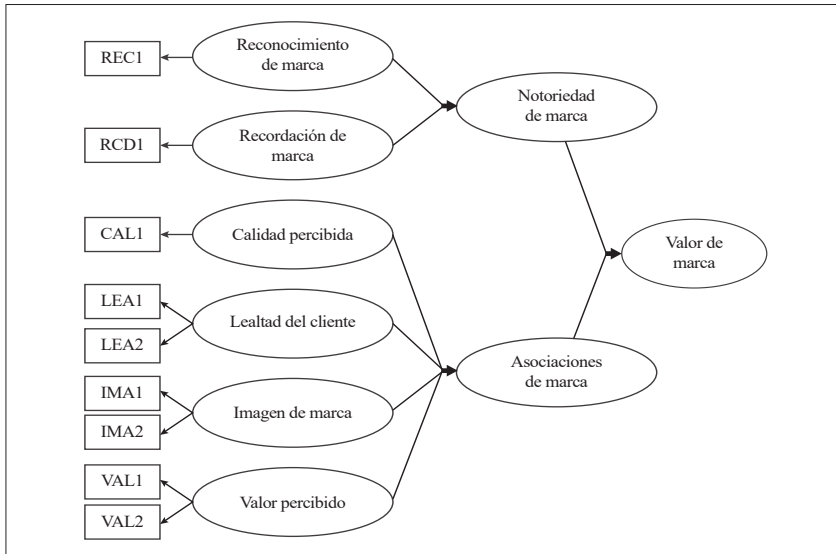 REC1
Reconocimiento
de marca
RCD1
Recordación de
marca
Notoriedad
de marca
CAL1
Calidad percibida
Valor de
marca
LEA1
LEA2
Lealtad del cliente
Asociaciones
de marca
IMA1
IMA2
Imagen de marca
VAL1
VAL2
Valor percibido